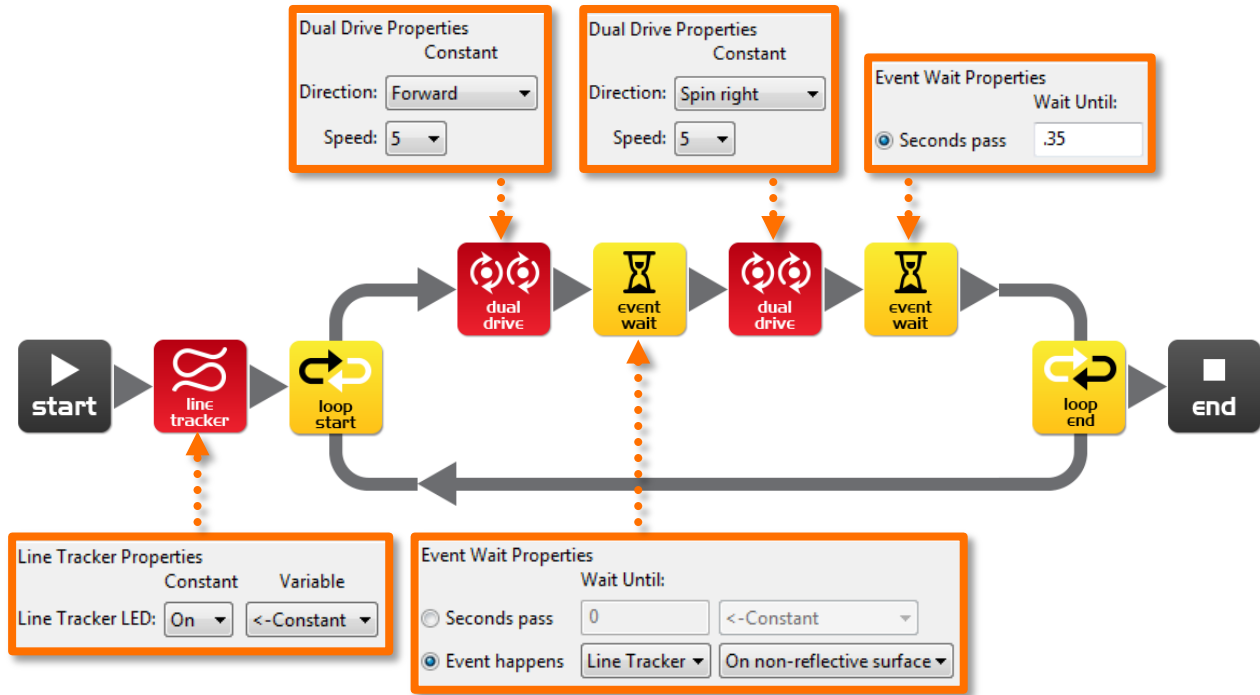 Dual Drive Properties
Constant
Direction: Forward
Speed: 5
Dual Drive Properties
Constant
Direction: Spin right
Speed: 5
Event Wait Properties
Wait Until:
Seconds pass .35
dual
drive
event
wait
dual
drive
event
wait
start
line
tracker
loop
start
loop
end
end
Line Tracker Properties
Constant Variable
Line Tracker LED: On <-Constant
Event Wait Properties
Wait Until:
Seconds pass 0 <-Constant
Event happens Line Tracker On non-reflective surface